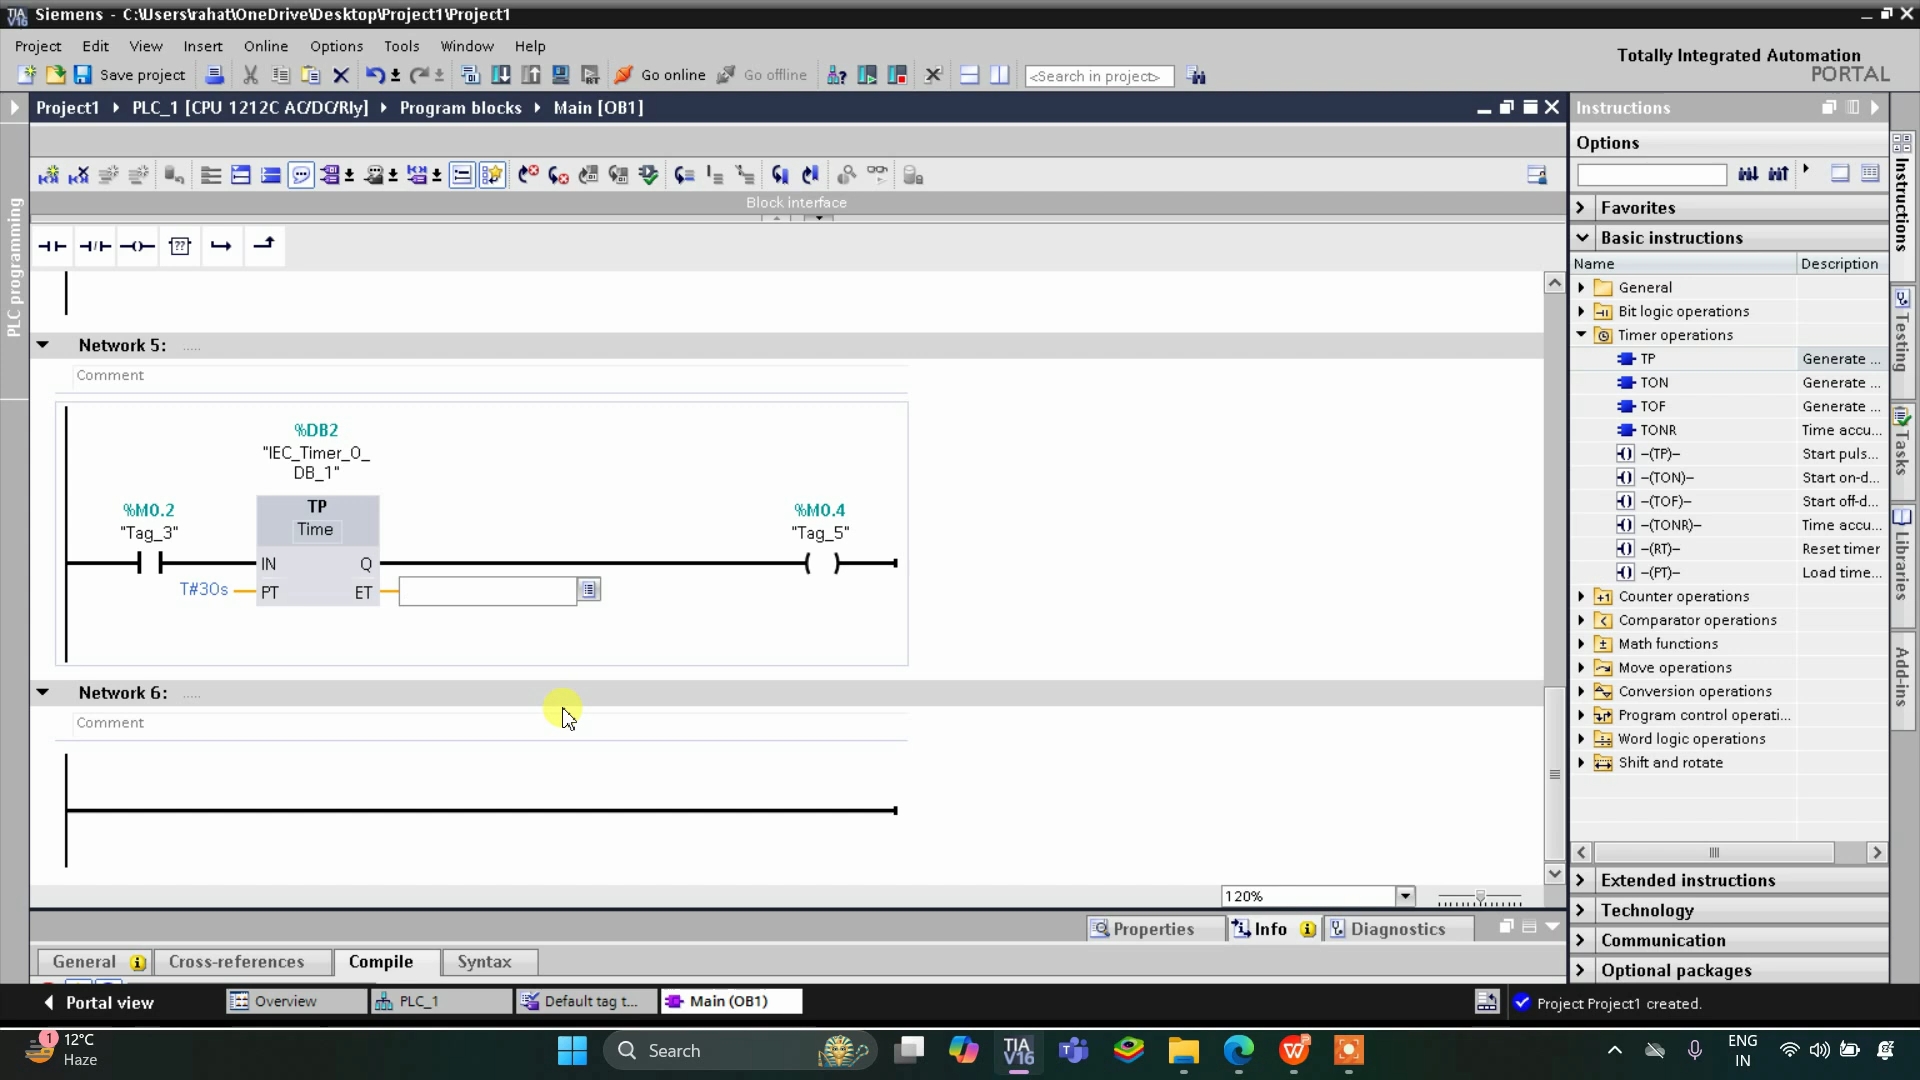 Siemens - C:\Users\rahat\OneDrive\Desktop\Project1\Project1
Project Edit View Insert Online Options Tools Window Help
Totally Integrated Automation
PORTAL
Save project
Go online
Go offline
<Search in project>
Project1 PLC_1 [CPU 1212C AC/DC/Rly] Program blocks Main [OB1]
Instructions
Options
Block interface
Favorites
Basic instructions
Name Description
General
Bit logic operations
Timer operations
TP Generate ...
TON Generate ...
TOF Generate ...
TONR Time accu...
-(TP)- Start puls...
-(TON)- Start on-d...
-(TOF)- Start off-d...
-(TONR)- Time accu...
-(RT)- Reset timer
-(PT)- Load time...
Counter operations
Comparator operations
Math functions
Move operations
Conversion operations
Program control operati...
Word logic operations
Shift and rotate
Extended instructions
Technology
Communication
Optional packages
PLC programming
Instructions
Testing
Tasks
Libraries
Add-ins
Network 5: .....
Comment
%DB2
"IEC_Timer_0_
DB_1"
%M0.2
"Tag_3"
TP
Time
IN Q
T#30s PT ET
%M0.4
"Tag_5"
Network 6: .....
Comment
120%
Properties Info Diagnostics
General Cross-references Compile Syntax
Portal view Overview PLC_1 Default tag t... Main (OB1)
Project Project1 created.
1
12°C
Haze
Search
TIA
V16
ENG
IN